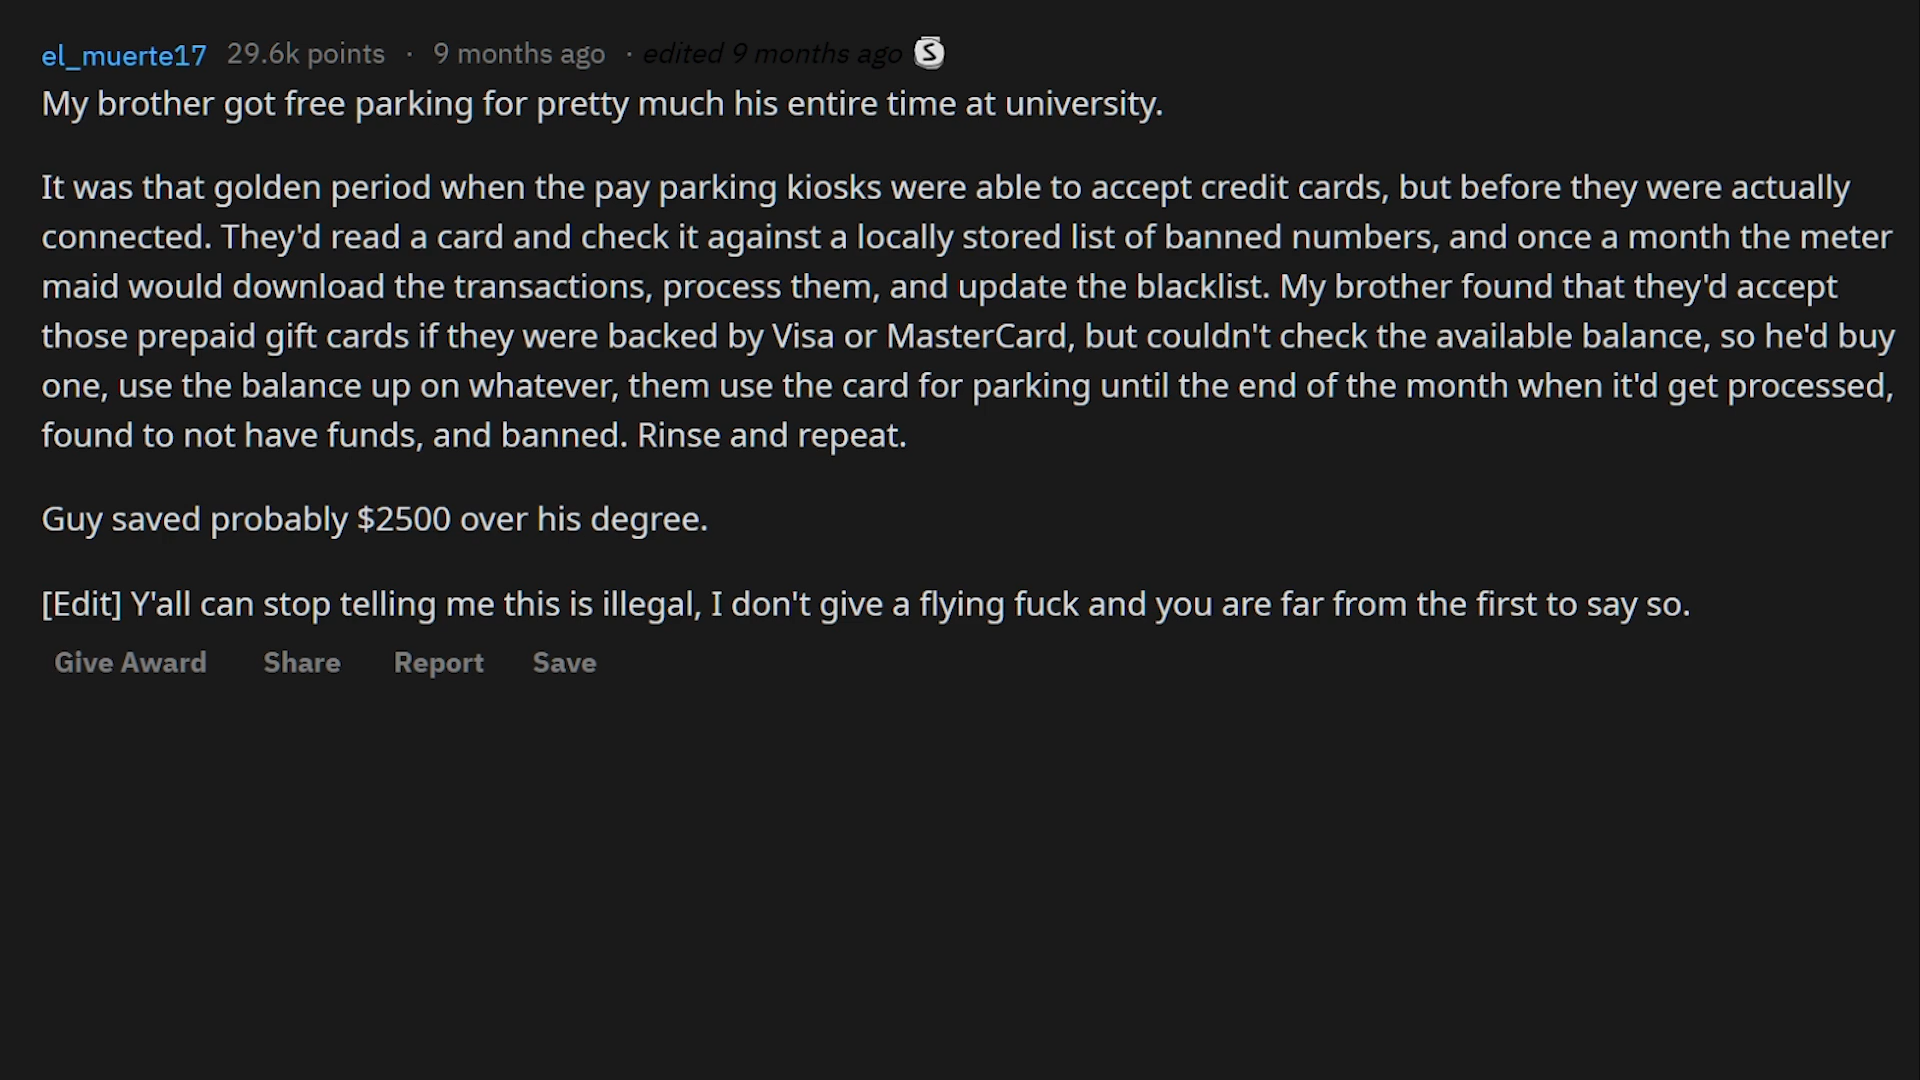 el_muerte17 29.6k points · 9 months ago · edited 9 months ago S
My brother got free parking for pretty much his entire time at university.
It was that golden period when the pay parking kiosks were able to accept credit cards, but before they were actually
connected. They'd read a card and check it against a locally stored list of banned numbers, and once a month the meter
maid would download the transactions, process them, and update the blacklist. My brother found that they'd accept
those prepaid gift cards if they were backed by Visa or MasterCard, but couldn't check the available balance, so he'd buy
one, use the balance up on whatever, them use the card for parking until the end of the month when it'd get processed,
found to not have funds, and banned. Rinse and repeat.
Guy saved probably $2500 over his degree.
[Edit] Y'all can stop telling me this is illegal, I don't give a flying fuck and you are far from the first to say so.
Give Award Share Report Save